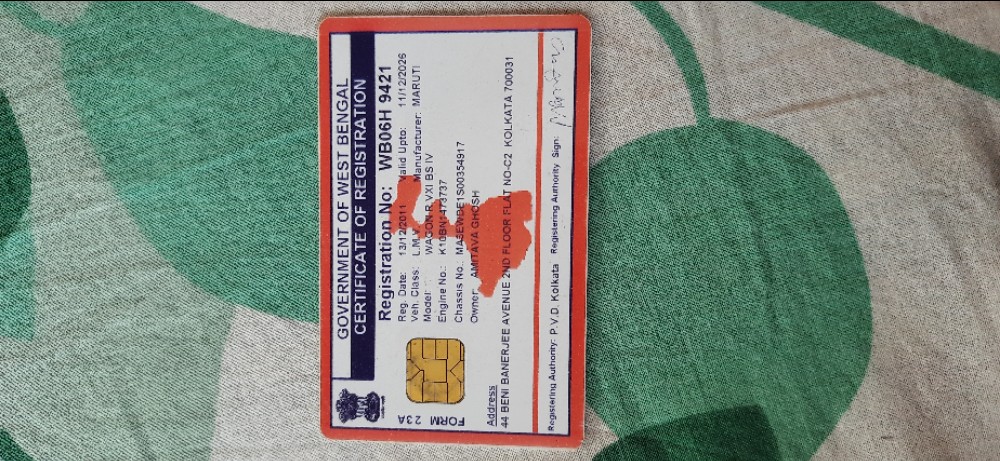 GOVERNMENT OF WEST BENGAL
CERTIFICATE OF REGISTRATION
Registration No: WB06H 9421
Reg. Date: 13/12/2011 Valid Upto: 11/12/2026
Veh. Class: L.M.V Manufacturer: MARUTI
Model: WAGON R VXI BS IV
Engine No.: K10BN1473737
Chassis No.: MA3EWDE1S00354917
Owner: AMITAVA GHOSH
FORM 23A
Address
44 BENI BANERJEE AVENUE 2ND FLOOR FLAT NO-C2 KOLKATA 700031
Registering Authority: P.V.D. Kolkata Registering Authority Sign: